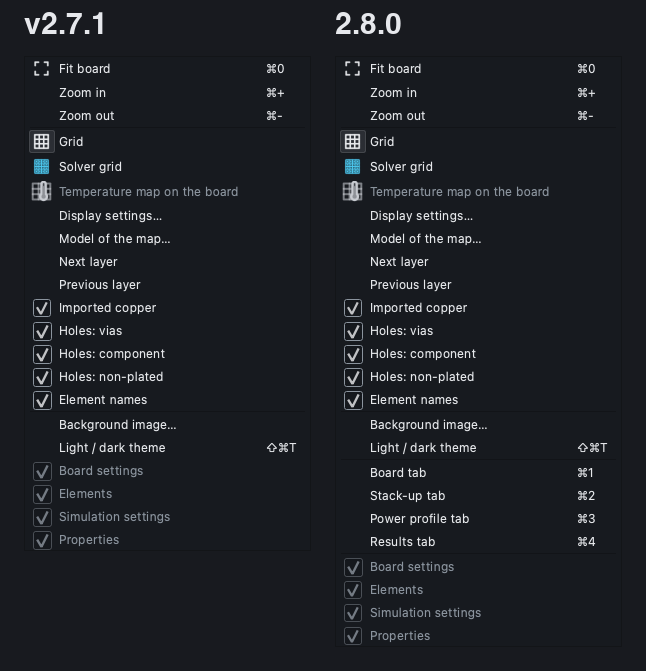 v2.7.1
Fit board ⌘0
Zoom in ⌘+
Zoom out ⌘-
Grid
Solver grid
Temperature map on the board
Display settings...
Model of the map...
Next layer
Previous layer
Imported copper
Holes: vias
Holes: component
Holes: non-plated
Element names
Background image...
Light / dark theme ⇧⌘T
Board settings
Elements
Simulation settings
Properties
2.8.0
Fit board ⌘0
Zoom in ⌘+
Zoom out ⌘-
Grid
Solver grid
Temperature map on the board
Display settings...
Model of the map...
Next layer
Previous layer
Imported copper
Holes: vias
Holes: component
Holes: non-plated
Element names
Background image...
Light / dark theme ⇧⌘T
Board tab ⌘1
Stack-up tab ⌘2
Power profile tab ⌘3
Results tab ⌘4
Board settings
Elements
Simulation settings
Properties